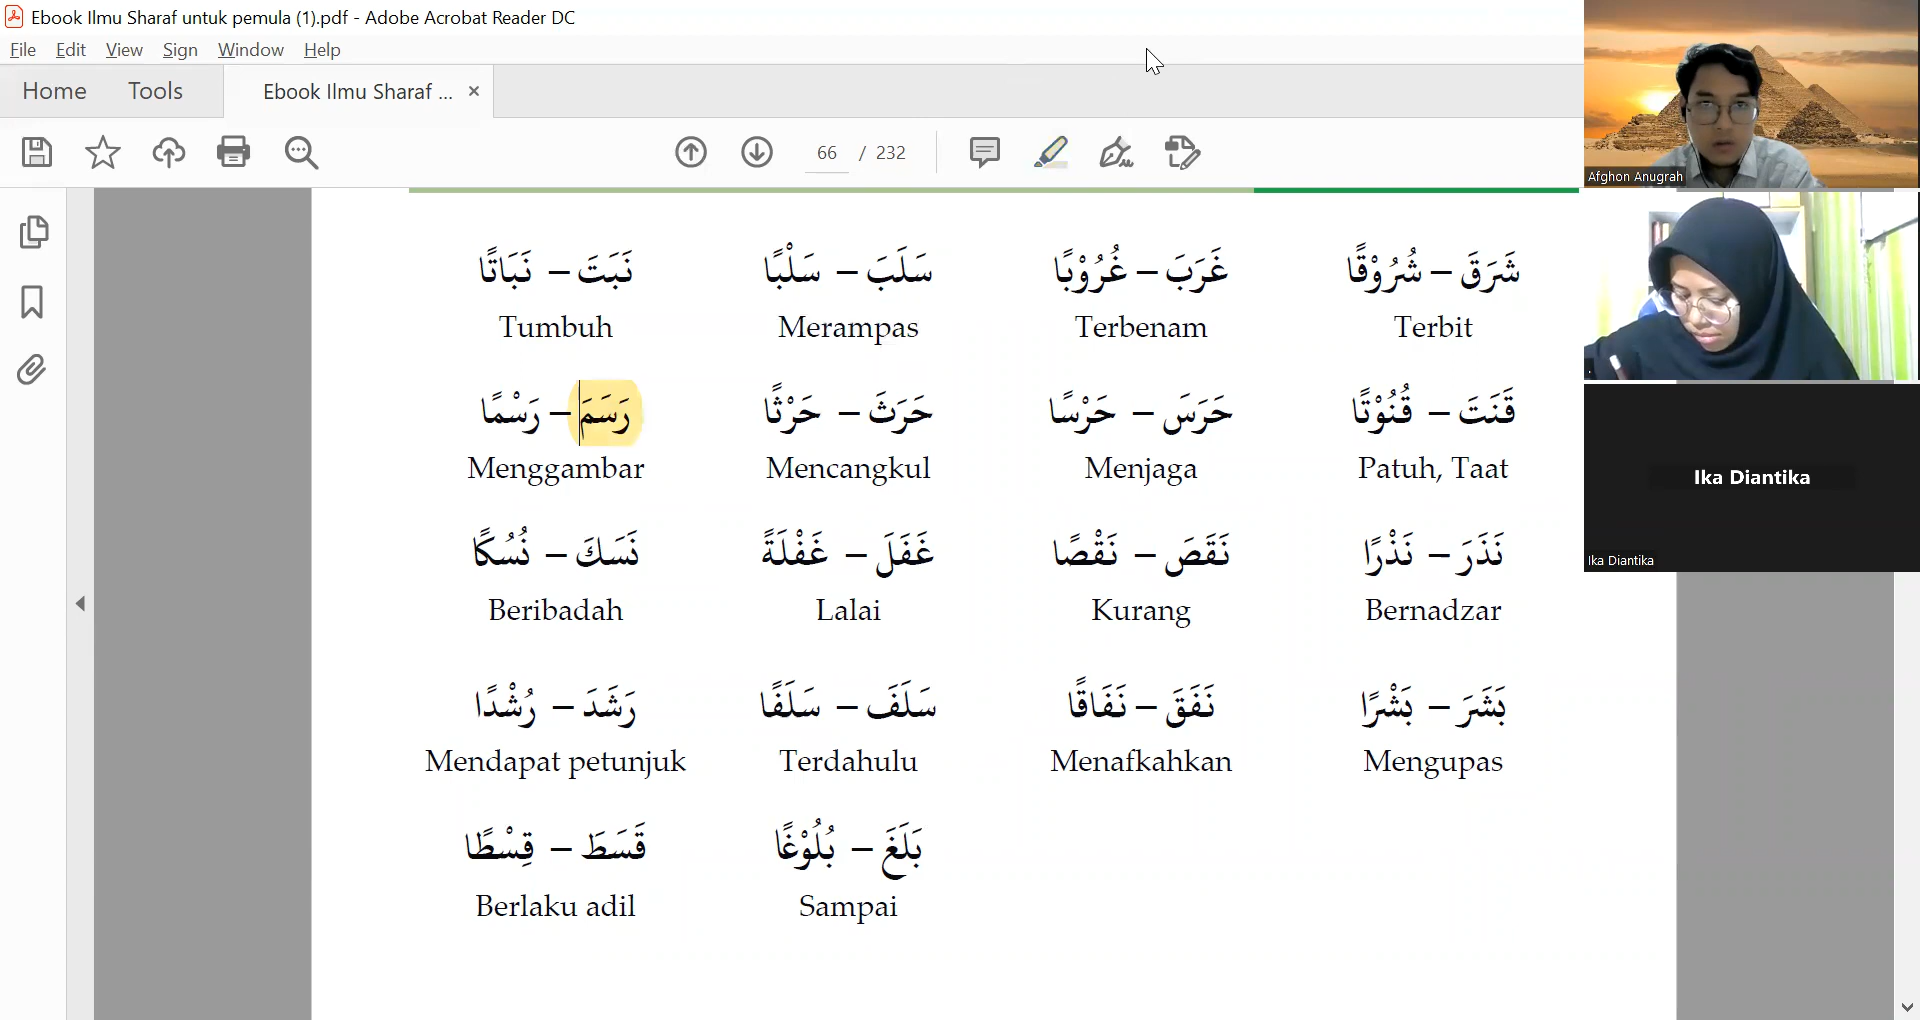 Ebook Ilmu Sharaf untuk pemula (1).pdf - Adobe Acrobat Reader DC
File Edit View Sign Window Help
Home Tools Ebook Ilmu Sharaf ... ×
66 / 232
شَرَقَ – شُرُوْقًا غَرَبَ – غُرُوْبًا سَلَبَ – سَلْبًا نَبَتَ – نَبَاتًا
Tumbuh Merampas Terbenam Terbit
قَنَتَ – قُنُوْتًا حَرَسَ – حَرْسًا حَرَثَ – حَرْثًا رَسَمَ – رَسْمًا
Menggambar Mencangkul Menjaga Patuh, Taat
نَذَرَ – نَذْرًا نَقَصَ – نَقْصًا غَفَلَ – غَفْلَةً نَسَكَ – نُسُكًا
Beribadah Lalai Kurang Bernadzar
بَشَرَ – بَشْرًا نَفَقَ – نَفَاقًا سَلَفَ – سَلَفًا رَشَدَ – رُشْدًا
Mendapat petunjuk Terdahulu Menafkahkan Mengupas
بَلَغَ – بُلُوْغًا قَسَطَ – قِسْطًا
Berlaku adil Sampai
Afghon Anugrah
Ika Diantika
Ika Diantika